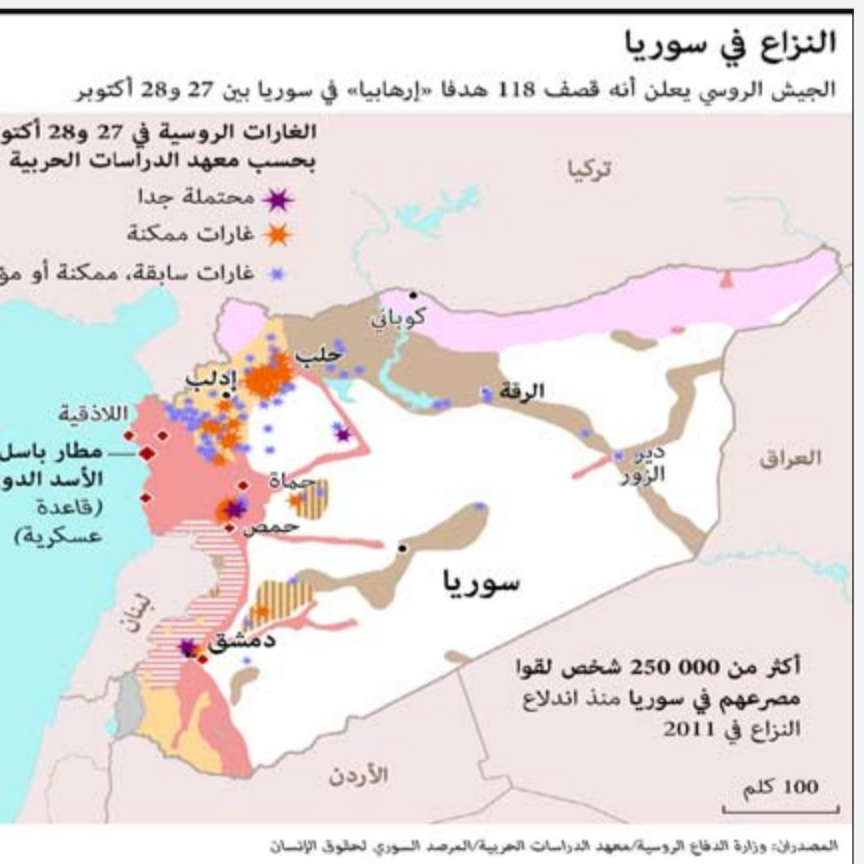 النزاع في سوريا
الجيش الروسي يعلن أنه قصف 118 هدفا «إرهابيا» في سوريا بين 27 و28 أكتوبر
الغارات الروسية في 27 و28
بحسب معهد الدراسات الحربية
محتملة جدا
غارات ممكنة
غارات سابقة، ممكنة أو
تركيا
كوباني
حلب
إدلب
الرقة
اللاذقية
مطار باسل
الأسد
(قاعدة
عسكرية)
دير
الزور
العراق
حماة
حمص
سوريا
لبنان
دمشق
أكثر من 000 250 شخص لقوا
مصرعهم في سوريا منذ اندلاع
النزاع في 2011
الأردن
100 كلم
المصدران: وزارة الدفاع الروسية/معهد الدراسات الحربية/المرصد السوري لحقوق الإنسان